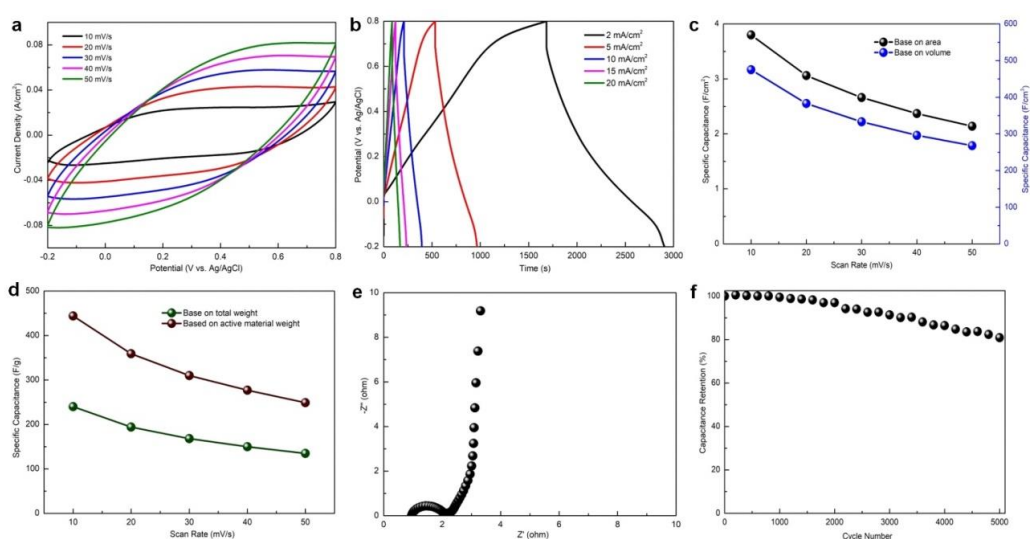 a
Current Density (A/cm²)
0.08
0.04
0.00
-0.04
-0.08
10 mV/s
20 mV/s
30 mV/s
40 mV/s
50 mV/s
-0.2 0.0 0.2 0.4 0.6 0.8
Potential (V vs. Ag/AgCl)
b
Potential (V vs. Ag/AgCl)
0.8
0.6
0.4
0.2
0.0
-0.2
2 mA/cm²
5 mA/cm²
10 mA/cm²
15 mA/cm²
20 mA/cm²
0 500 1000 1500 2000 2500 3000
Time (s)
c
Specific Capacitance (F/cm²)
4
3
2
1
0
Base on area
Base on volume
600
500
400
300
200
100
0
Specific Capacitance (F/cm³)
10 20 30 40 50
Scan Rate (mV/s)
d
Specific Capacitance (F/g)
500
450
400
350
300
250
200
150
100
0
Base on total weight
Based on active material weight
10 20 30 40 50
Scan Rate (mV/s)
e
-Z'' (ohm)
10
8
6
4
2
0
0 2 4 6 8 10
Z' (ohm)
f
Capacitance Retention (%)
120
100
80
60
40
20
0
0 1000 2000 3000 4000 5000
Cycle Number